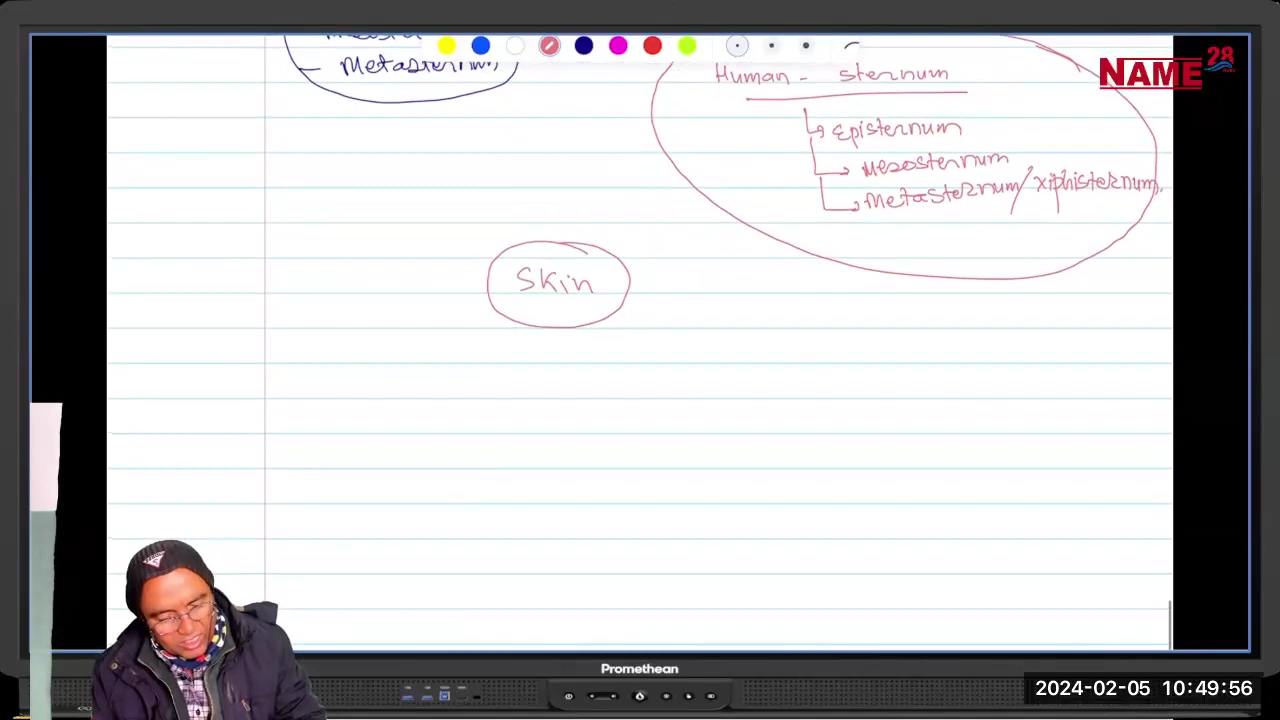 Metasternum
Human - sternum
Episternum
Mesosternum
Metasternum/xiphisternum.
Skin
NAME 28
Promethean
2024-02-05 10:49:56